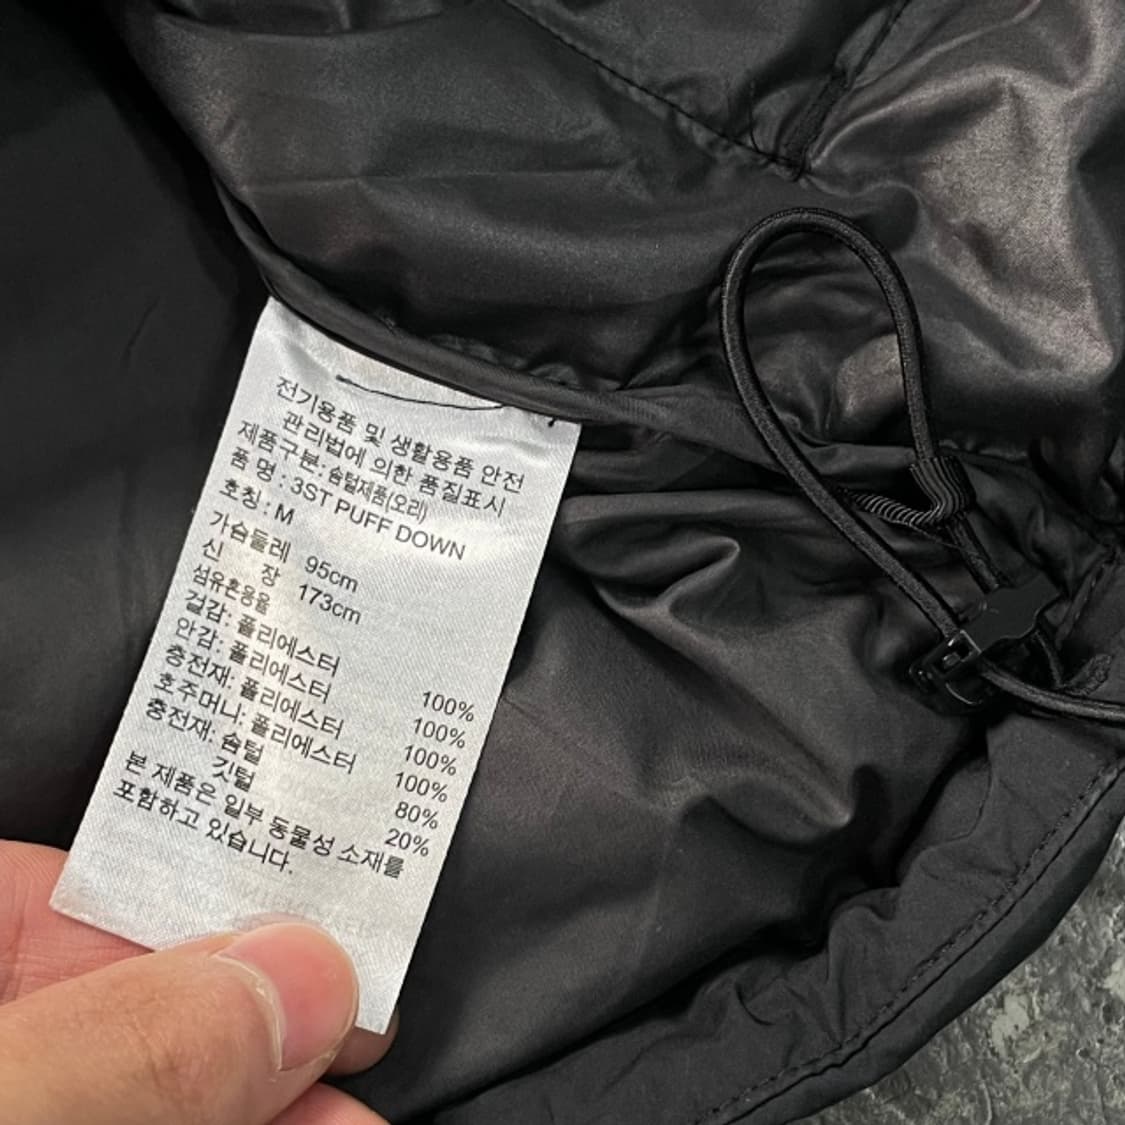 전기용품 및 생활용품 안전
관리법에 의한 품질표시
제품구분: 솜털제품(오리)
품 명 : 3ST PUFF DOWN
호칭 : M
가슴둘레 95cm
신 장 173cm
섬유혼용율
겉감: 폴리에스터 100%
안감: 폴리에스터 100%
충전재: 폴리에스터 100%
호주머니: 폴리에스터 100%
충전재: 솜털 80%
깃털 20%
본 제품은 일부 동물성 소재를
포함하고 있습니다.